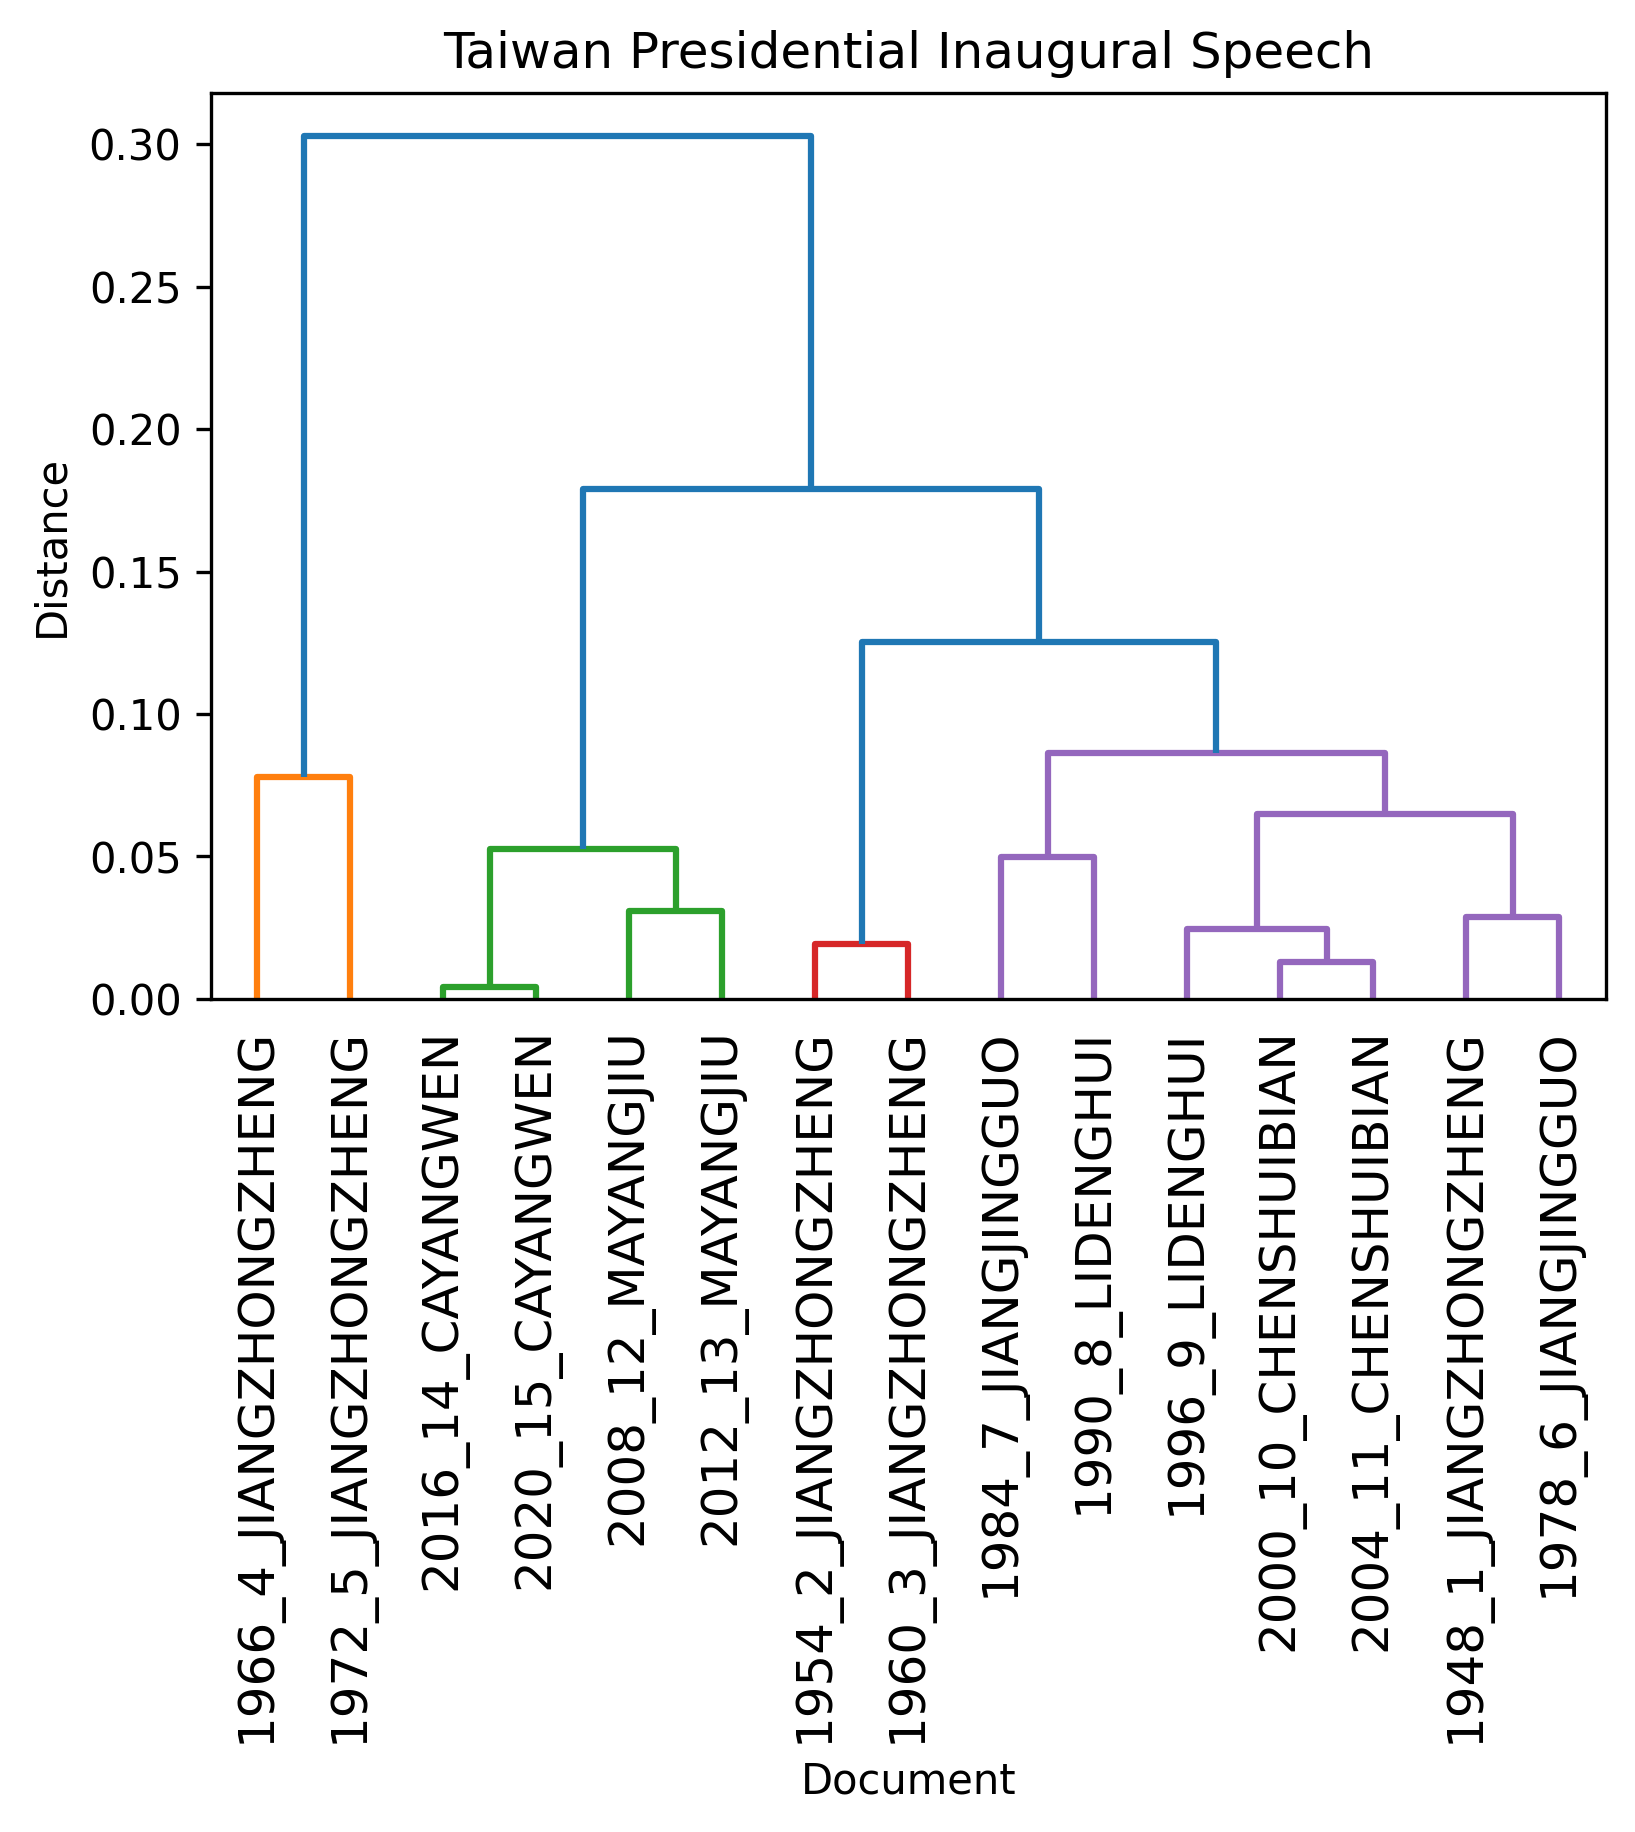 Taiwan Presidential Inaugural Speech
0.30
0.25
0.20
0.15
0.10
0.05
0.00
Distance
1966_4_JIANGZHONGZHENG
1972_5_JIANGZHONGZHENG
2016_14_CAYANGWEN
2020_15_CAYANGWEN
2008_12_MAYANGJIU
2012_13_MAYANGJIU
1954_2_JIANGZHONGZHENG
1960_3_JIANGZHONGZHENG
1984_7_JIANGJINGGUO
1990_8_LIDENGHUI
1996_9_LIDENGHUI
2000_10_CHENSHUIBIAN
2004_11_CHENSHUIBIAN
1948_1_JIANGZHONGZHENG
1978_6_JIANGJINGGUO
Document